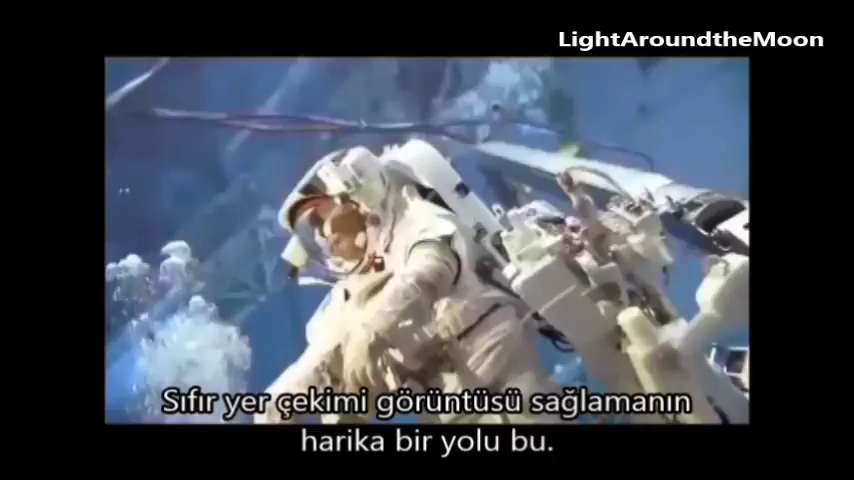 LightAroundtheMoon
Sıfır yer çekimi görüntüsü sağlamanın
harika bir yolu bu.